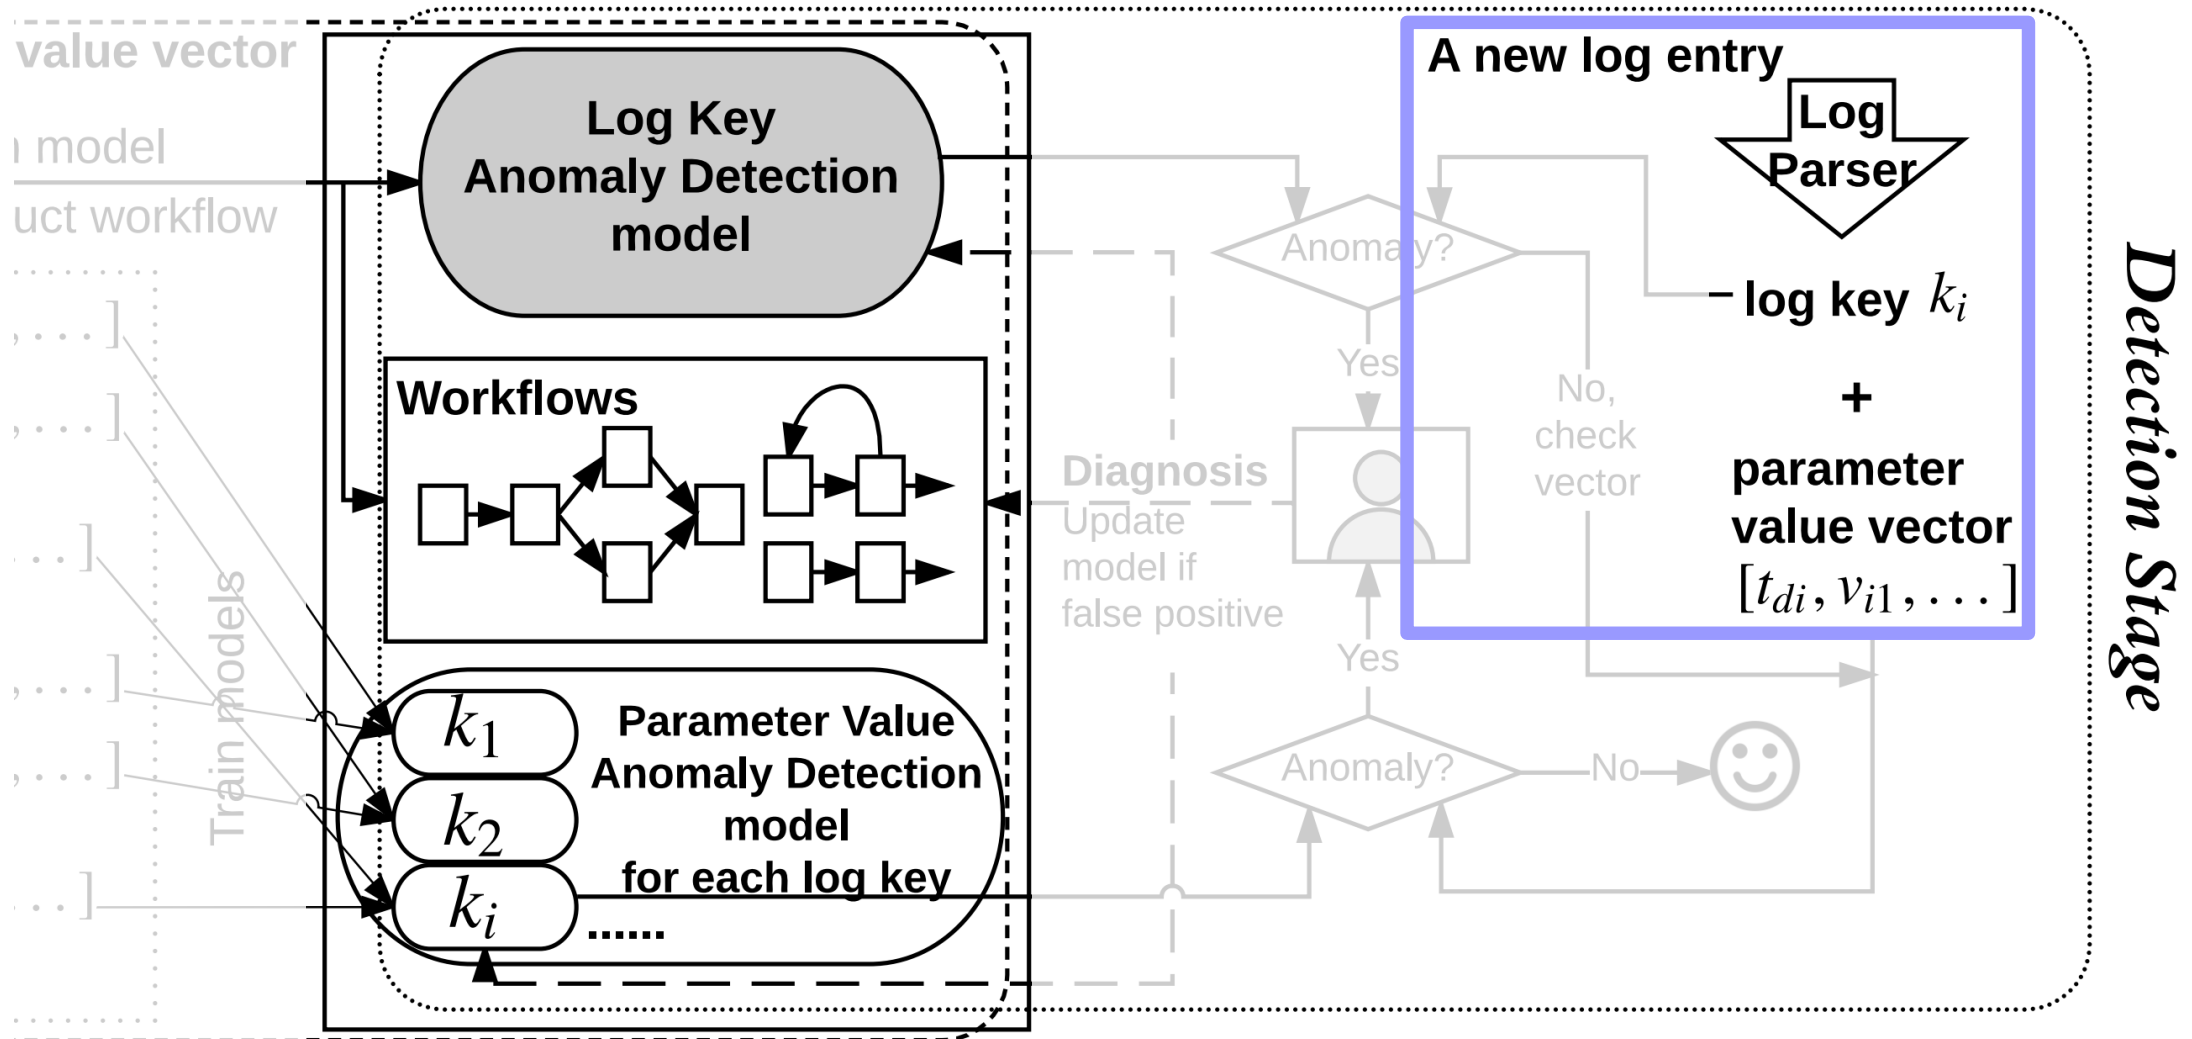 value vector
model
uct workflow
, . . . ]
, . . . ]
. . ]
, . . . ]
, . . . ]
. . ]
Train models
Log Key
Anomaly Detection
model
Workflows
k1
k2
ki
Parameter Value
Anomaly Detection
model
for each log key
.......
Anomaly?
Yes
No,
check
vector
Diagnosis
Update
model if
false positive
Yes
Anomaly?
No
A new log entry
Log
Parser
log key ki
+
parameter
value vector
[tdi, vi1, . . . ]
Detection Stage